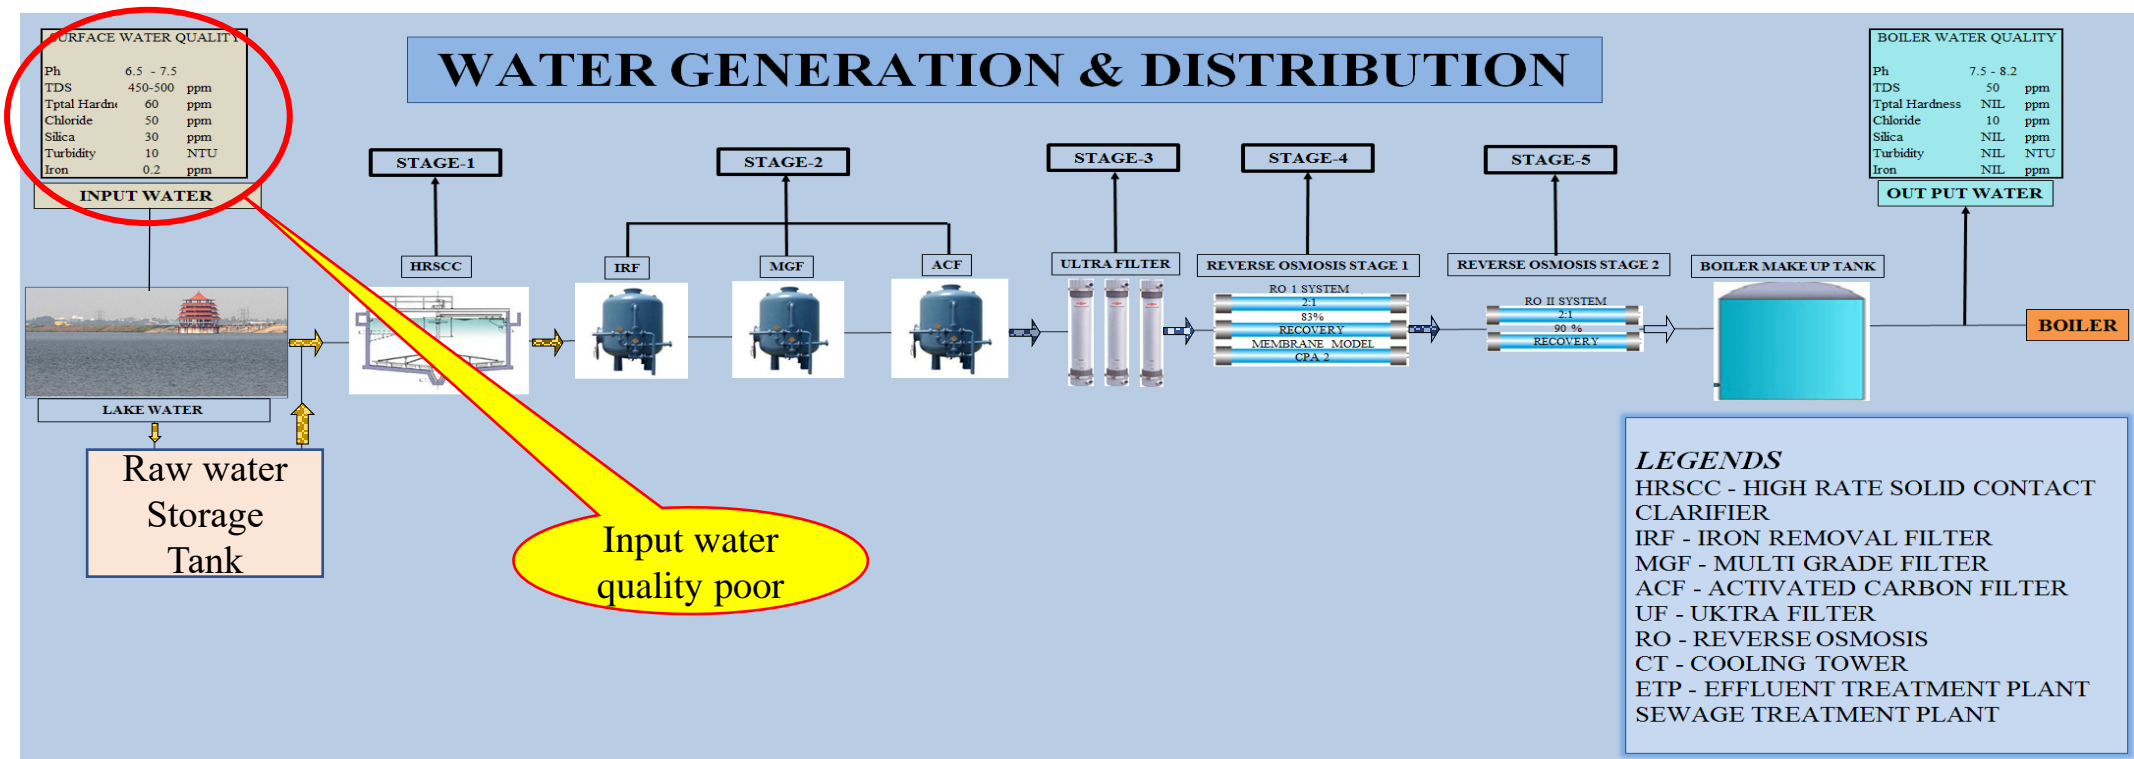 SURFACE WATER QUALITY
Ph 6.5 - 7.5
TDS 450-500 ppm
Tptal Hardne 60 ppm
Chloride 50 ppm
Silica 30 ppm
Turbidity 10 NTU
Iron 0.2 ppm
INPUT WATER
WATER GENERATION & DISTRIBUTION
BOILER WATER QUALITY
Ph 7.5 - 8.2
TDS 50 ppm
Tptal Hardness NIL ppm
Chloride 10 ppm
Silica NIL ppm
Turbidity NIL NTU
Iron NIL ppm
OUT PUT WATER
STAGE-1
STAGE-2
STAGE-3
STAGE-4
STAGE-5
HRSCC
IRF
MGF
ACF
ULTRA FILTER
REVERSE OSMOSIS STAGE 1
REVERSE OSMOSIS STAGE 2
BOILER MAKE UP TANK
RO 1 SYSTEM
2:1
83%
RECOVERY
MEMBRANE MODEL
CPA 2
RO II SYSTEM
2:1
90 %
RECOVERY
BOILER
LAKE WATER
Raw water
Storage
Tank
Input water
quality poor
LEGENDS
HRSCC - HIGH RATE SOLID CONTACT
CLARIFIER
IRF - IRON REMOVAL FILTER
MGF - MULTI GRADE FILTER
ACF - ACTIVATED CARBON FILTER
UF - UKTRA FILTER
RO - REVERSE OSMOSIS
CT - COOLING TOWER
ETP - EFFLUENT TREATMENT PLANT
SEWAGE TREATMENT PLANT